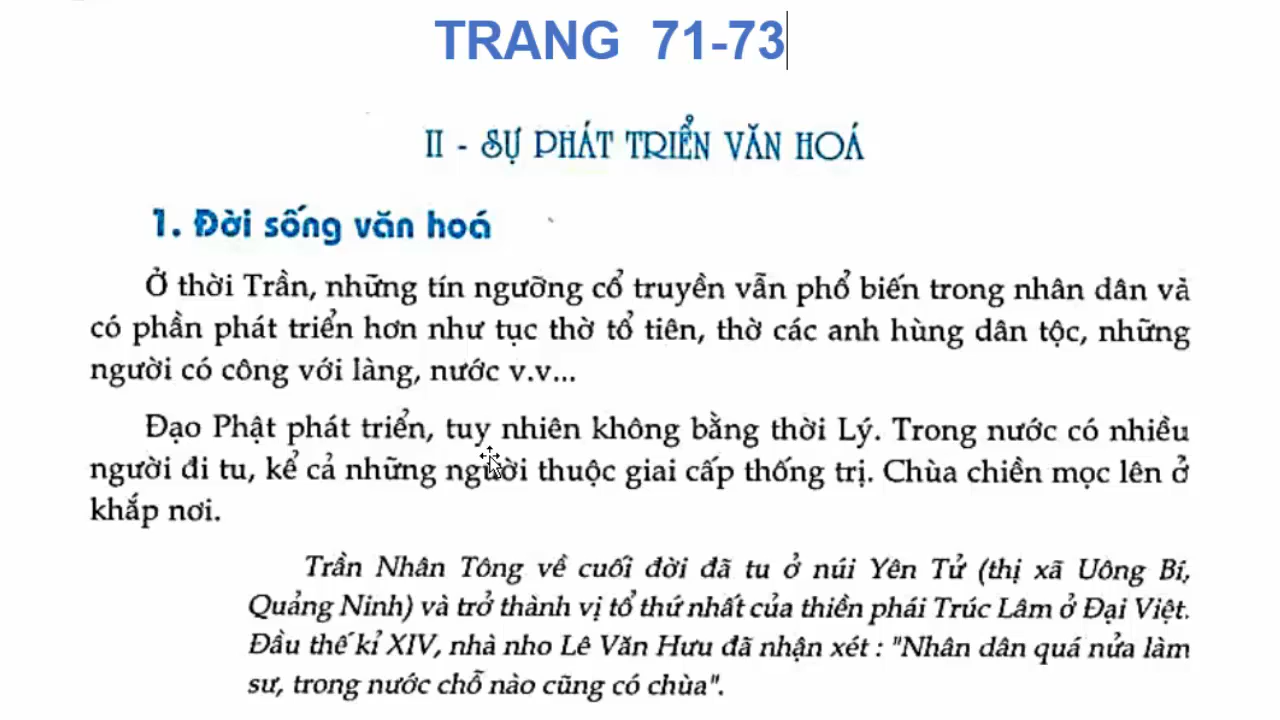 TRANG 71-73
II - SỰ PHÁT TRIỂN VĂN HOÁ
1. Đời sống văn hoá
Ở thời Trần, những tín ngưỡng cổ truyền vẫn phổ biến trong nhân dân và
có phần phát triển hơn như tục thờ tổ tiên, thờ các anh hùng dân tộc, những
người có công với làng, nước v.v...
Đạo Phật phát triển, tuy nhiên không bằng thời Lý. Trong nước có nhiều
người đi tu, kể cả những người thuộc giai cấp thống trị. Chùa chiền mọc lên ở
khắp nơi.
Trần Nhân Tông về cuối đời đã tu ở núi Yên Tử (thị xã Uông Bí,
Quảng Ninh) và trở thành vị tổ thứ nhất của thiền phái Trúc Lâm ở Đại Việt.
Đầu thế kỉ XIV, nhà nho Lê Văn Hưu đã nhận xét : "Nhân dân quá nửa làm
sư, trong nước chỗ nào cũng có chùa".